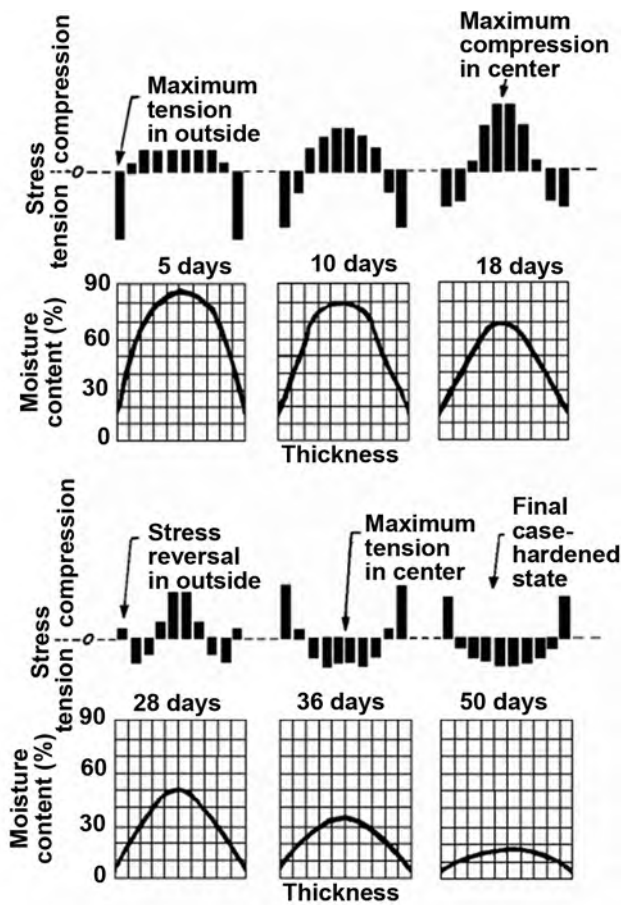 Maximum
compression
in center
Maximum
tension
in outside
Stress
tension compression
0
5 days 10 days 18 days
Moisture
content (%)
90
60
30
0
Thickness
Stress
tension compression
0
Stress
reversal
in outside
Maximum
tension
in center
Final
case-
hardened
state
28 days 36 days 50 days
Moisture
content (%)
90
60
30
0
Thickness